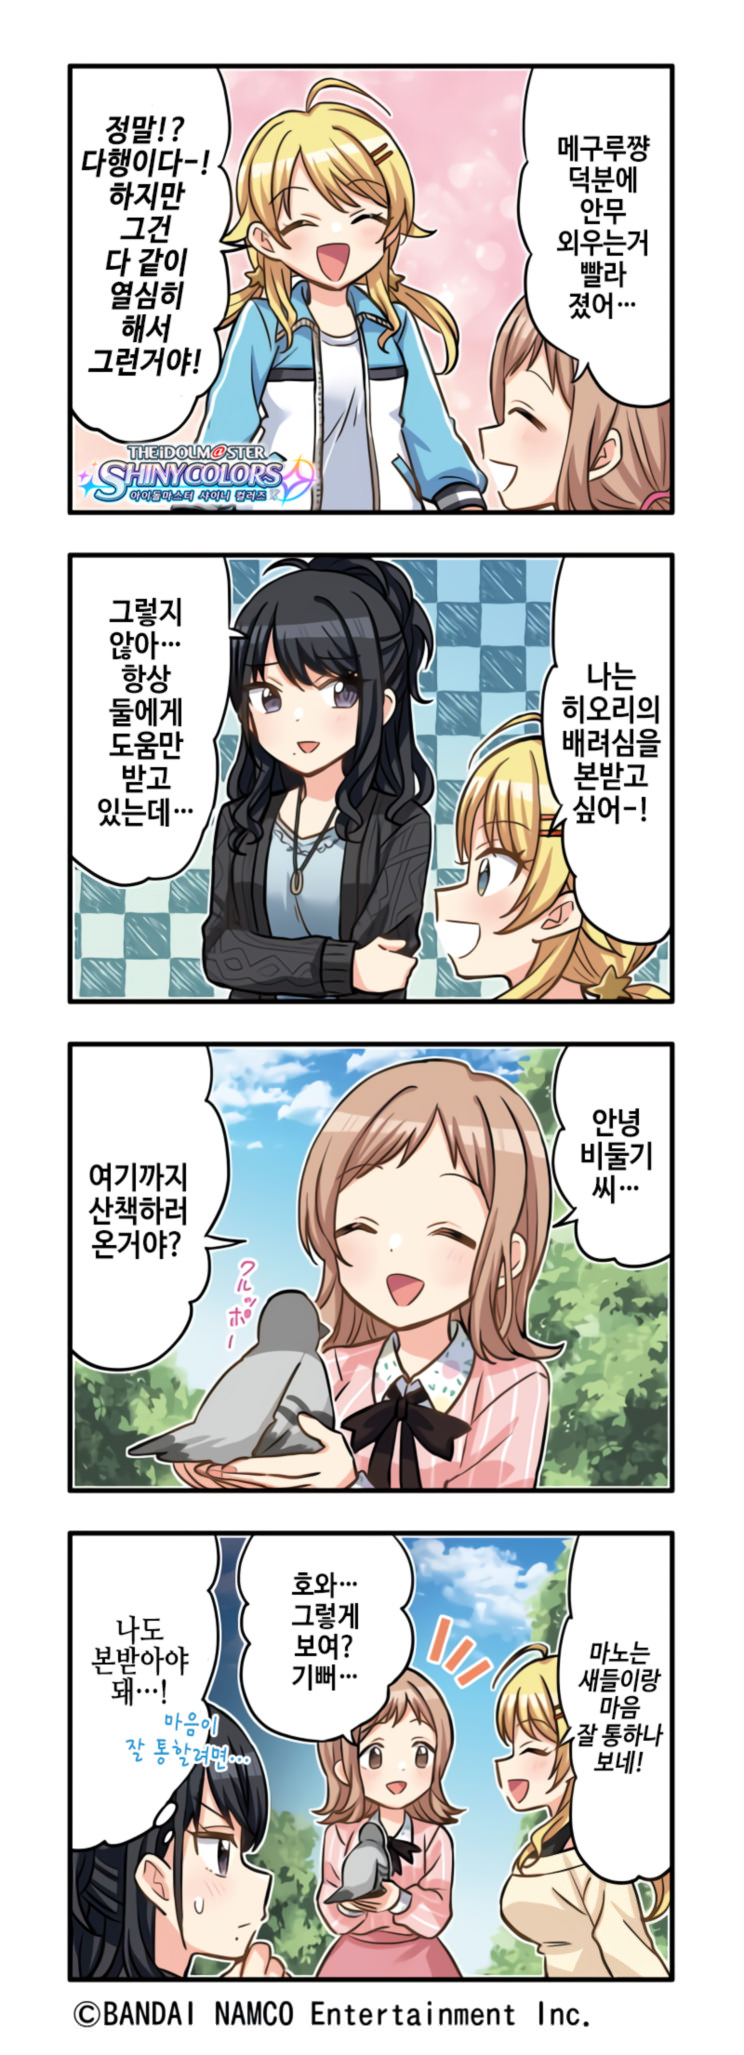 메구루쨩
덕분에
안무
외우는거
빨라
졌어…
정말!?
다행이다-!
하지만
그건
다 같이
열심히
해서
그런거야!
THE iDOLM@STER
SHINYCOLORS
아이돌마스터 샤이니 컬러즈
나는
히오리의
배려심을
본받고
싶어-!
그렇지
않아…
항상
둘에게
도움만
받고
있는데…
안녕
비둘기
씨…
여기까지
산책하러
온거야?
クルッポー
마노는
새들이랑
마음
잘 통하나
보네!
호와…
그렇게
보여?
기뻐…
나도
본받아야
돼…!
마음이
잘 통할려면…
©BANDAI NAMCO Entertainment Inc.